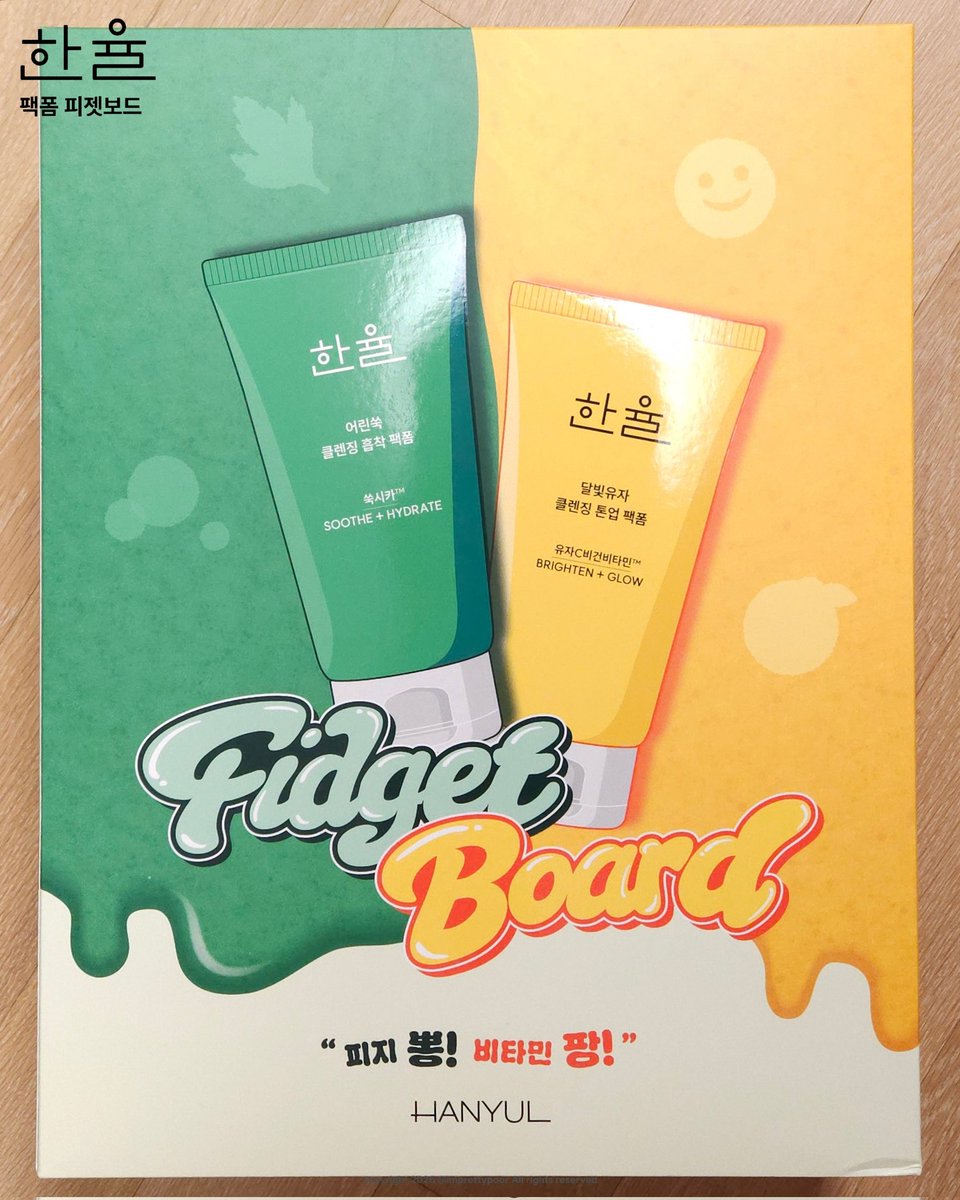 한율
팩폼 피젯보드
한율
어린쑥
클렌징 흡착 팩폼
쑥시카™
SOOTHE + HYDRATE
한율
달빛유자
클렌징 톤업 팩폼
유자C비건비타민™
BRIGHTEN + GLOW
Fidget
Board
“ 피지 뽕! 비타민 팡! ”
HANYUL
All rights reserved